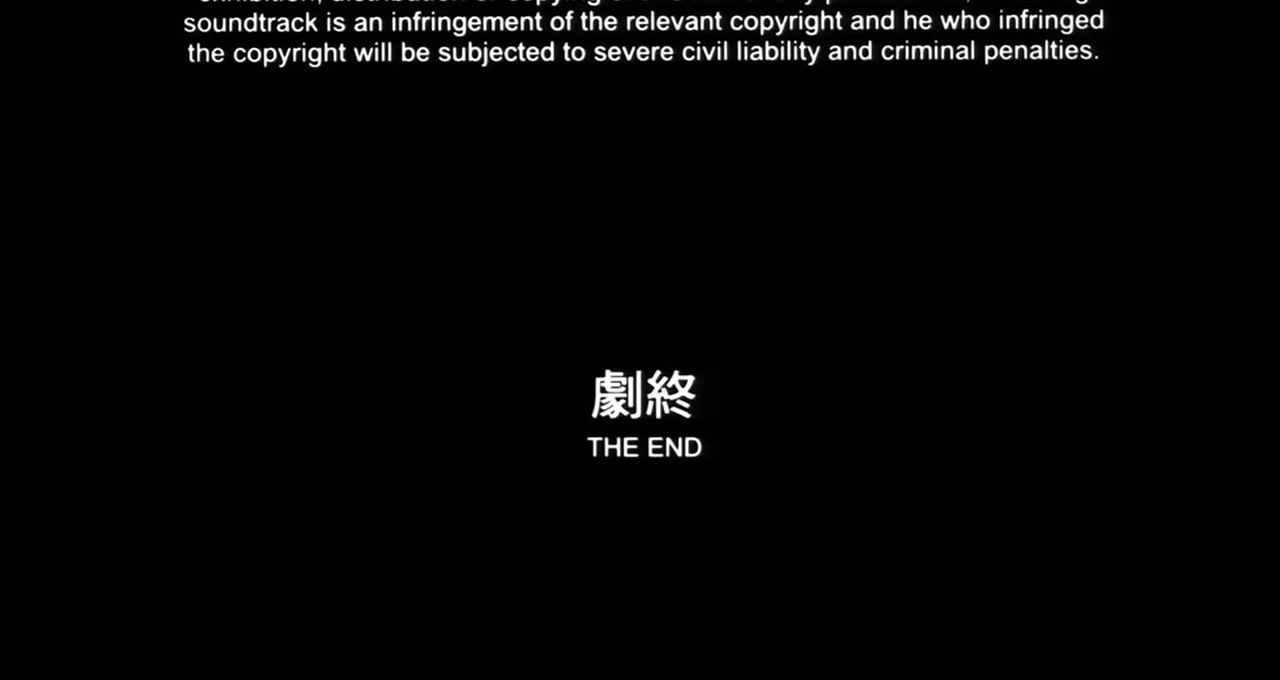 soundtrack is an infringement of the relevant copyright and he who infringed
the copyright will be subjected to severe civil liability and criminal penalties.
劇終
THE END